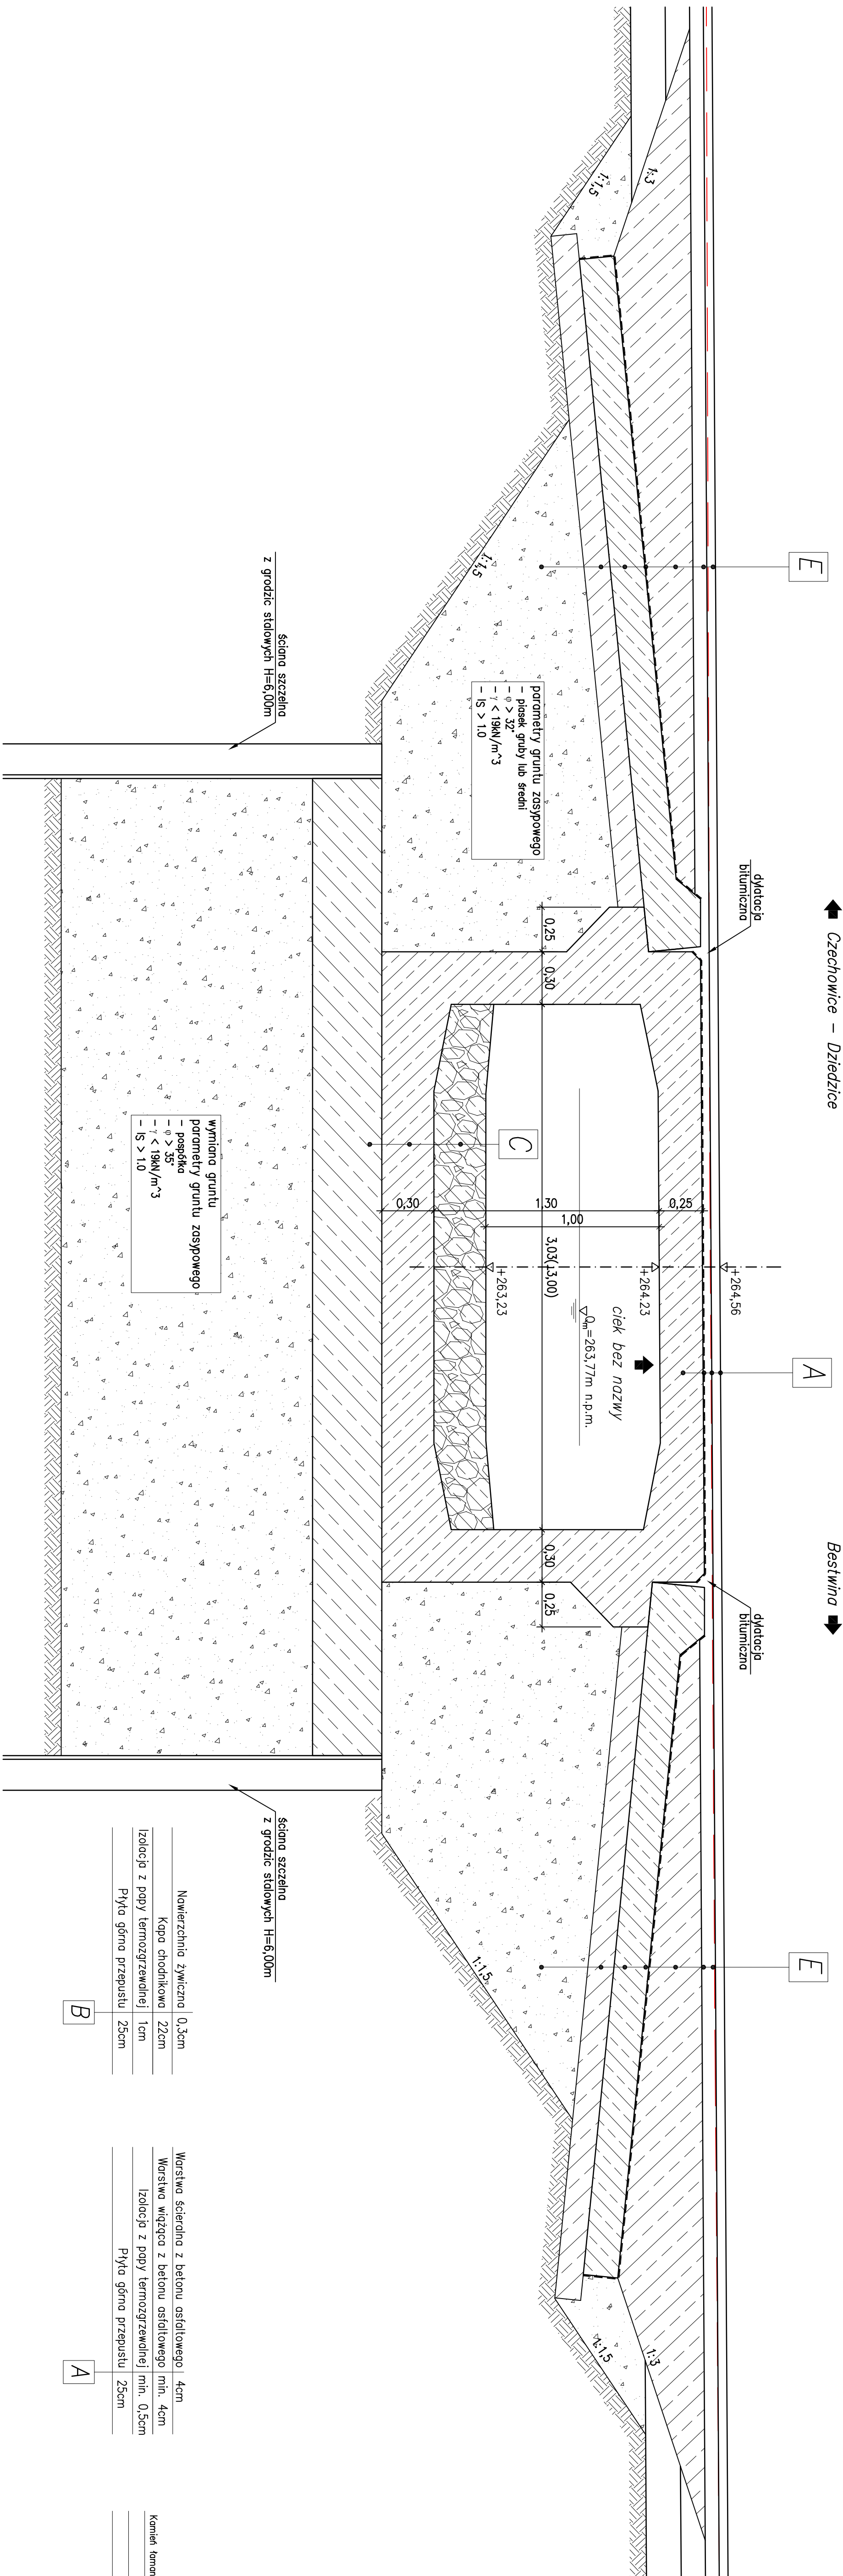 Czechowice – Dziedzice
Bestwina
E
A
E
dylatacja
bitumiczna
dylatacja
bitumiczna
+264,56
+264.23
+263,23
1:3
1:1,5
1:1,5
1:3
1:1,5
1:1,5
ciek bez nazwy
Qm=263,77m n.p.m.
0,25
0,30
3,03(⊥3,00)
0,30
0,25
0,25
1,30
1,00
0,30
C
parametry gruntu zasypowego
– piasek gruby lub średni
– φ > 32°
– γ < 19kN/m^3
– IS > 1.0
ściana szczelna
z grodzic stalowych H=6,00m
ściana szczelna
z grodzic stalowych H=6,00m
wymiana gruntu
parametry gruntu zasypowego
– pospółka
– φ > 35°
– γ < 19kN/m^3
– IS > 1.0
Nawierzchnia żywiczna 0,3cm
Kapa chodnikowa 22cm
Izolacja z papy termozgrzewalnej 1cm
Płyta górna przepustu 25cm
B
Warstwa ścieralna z betonu asfaltowego 4cm
Warstwa wiążąca z betonu asfaltowego min. 4cm
Izolacja z papy termozgrzewalnej min. 0,5cm
Płyta górna przepustu 25cm
A
Kamień